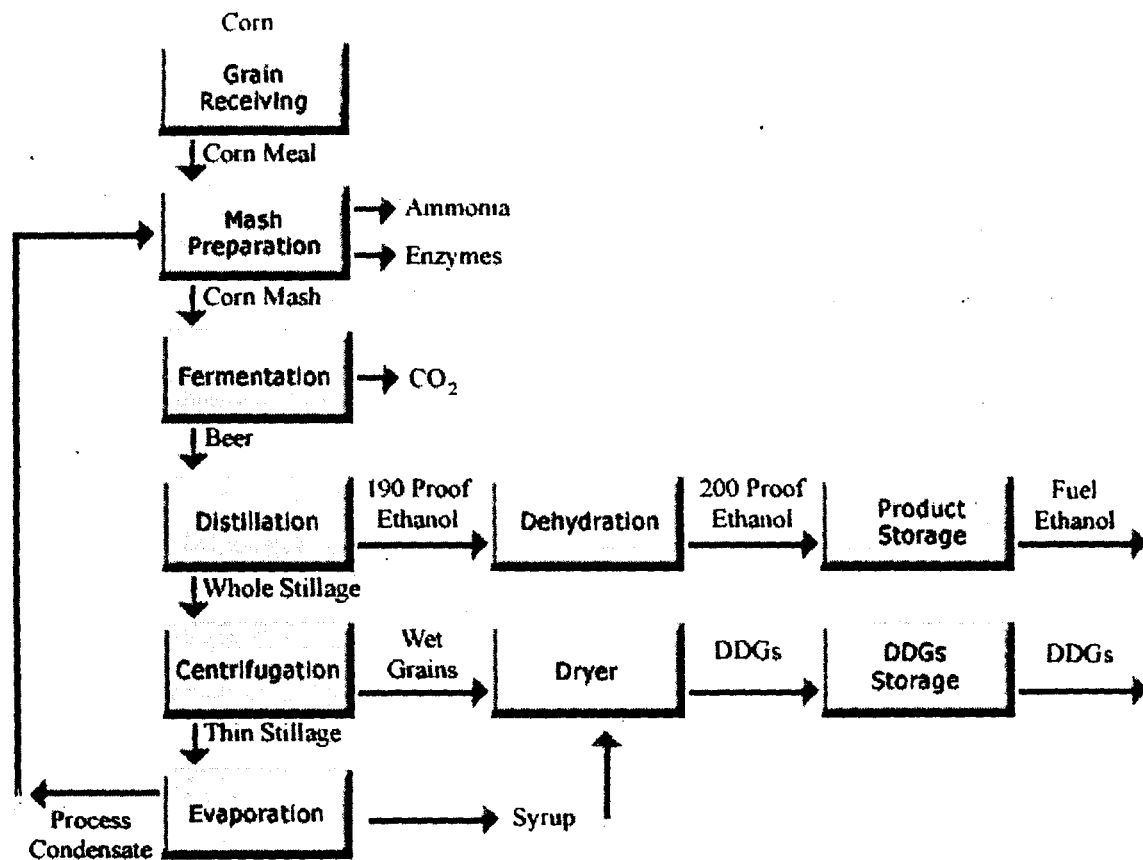 Corn
Grain
Receiving
Corn Meal
Mash
Preparation
Ammonia
Enzymes
Corn Mash
Fermentation
CO₂
Beer
Distillation
190 Proof
Ethanol
Dehydration
200 Proof
Ethanol
Product
Storage
Fuel
Ethanol
Whole Stillage
Centrifugation
Wet
Grains
Dryer
DDGs
DDGs
Storage
DDGs
Thin Stillage
Evaporation
Syrup
Process
Condensate